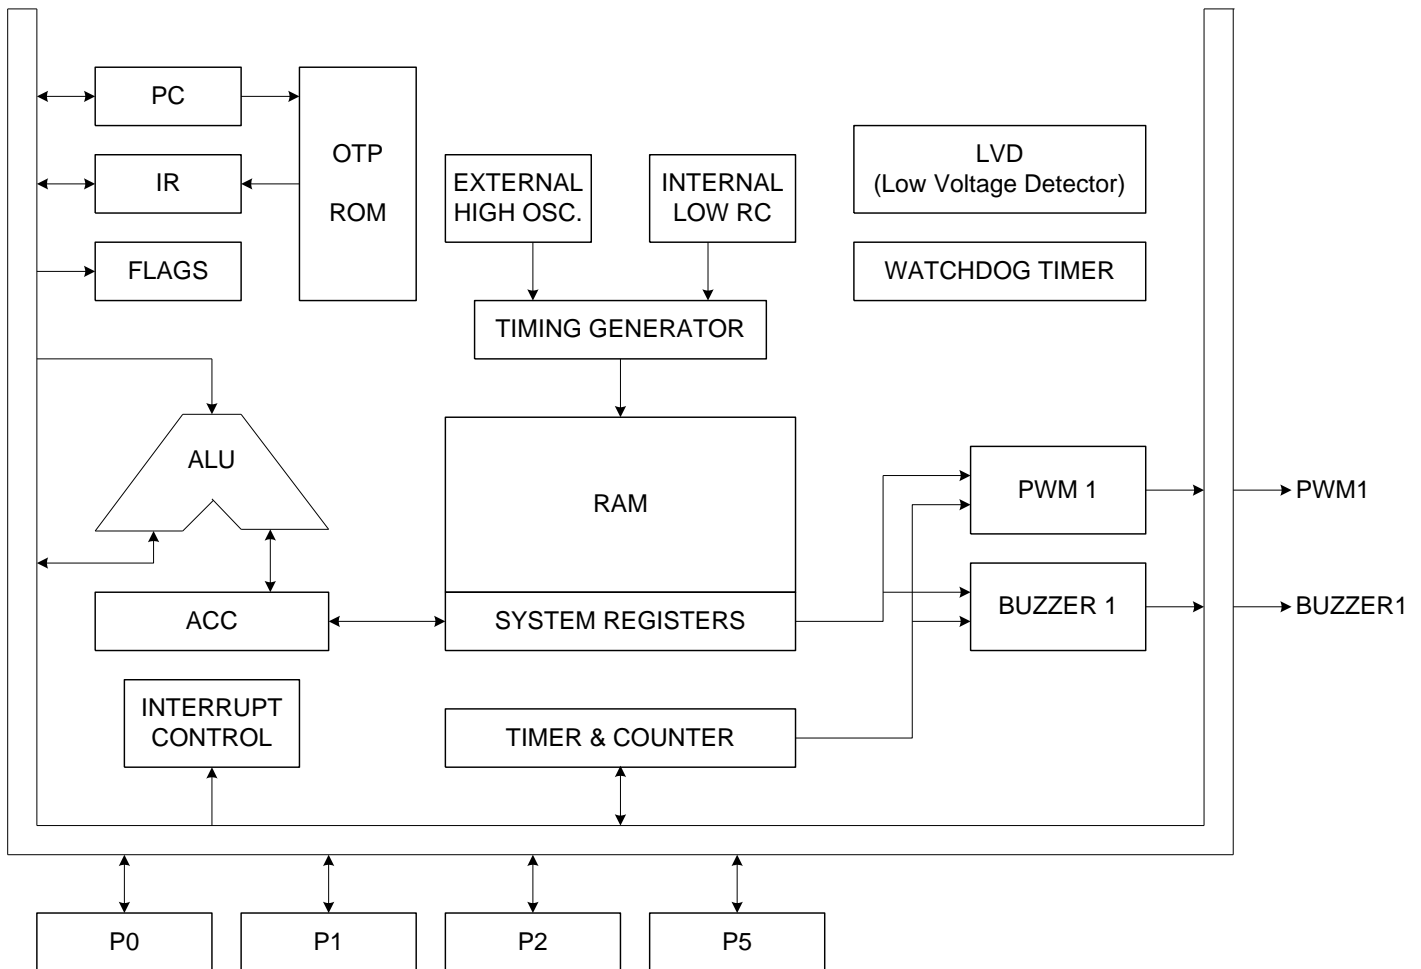 PC
OTP
ROM
IR
FLAGS
EXTERNAL
HIGH OSC.
INTERNAL
LOW RC
LVD
(Low Voltage Detector)
WATCHDOG TIMER
TIMING GENERATOR
ALU
RAM
PWM 1
PWM1
ACC
SYSTEM REGISTERS
BUZZER 1
BUZZER1
INTERRUPT
CONTROL
TIMER & COUNTER
P0
P1
P2
P5